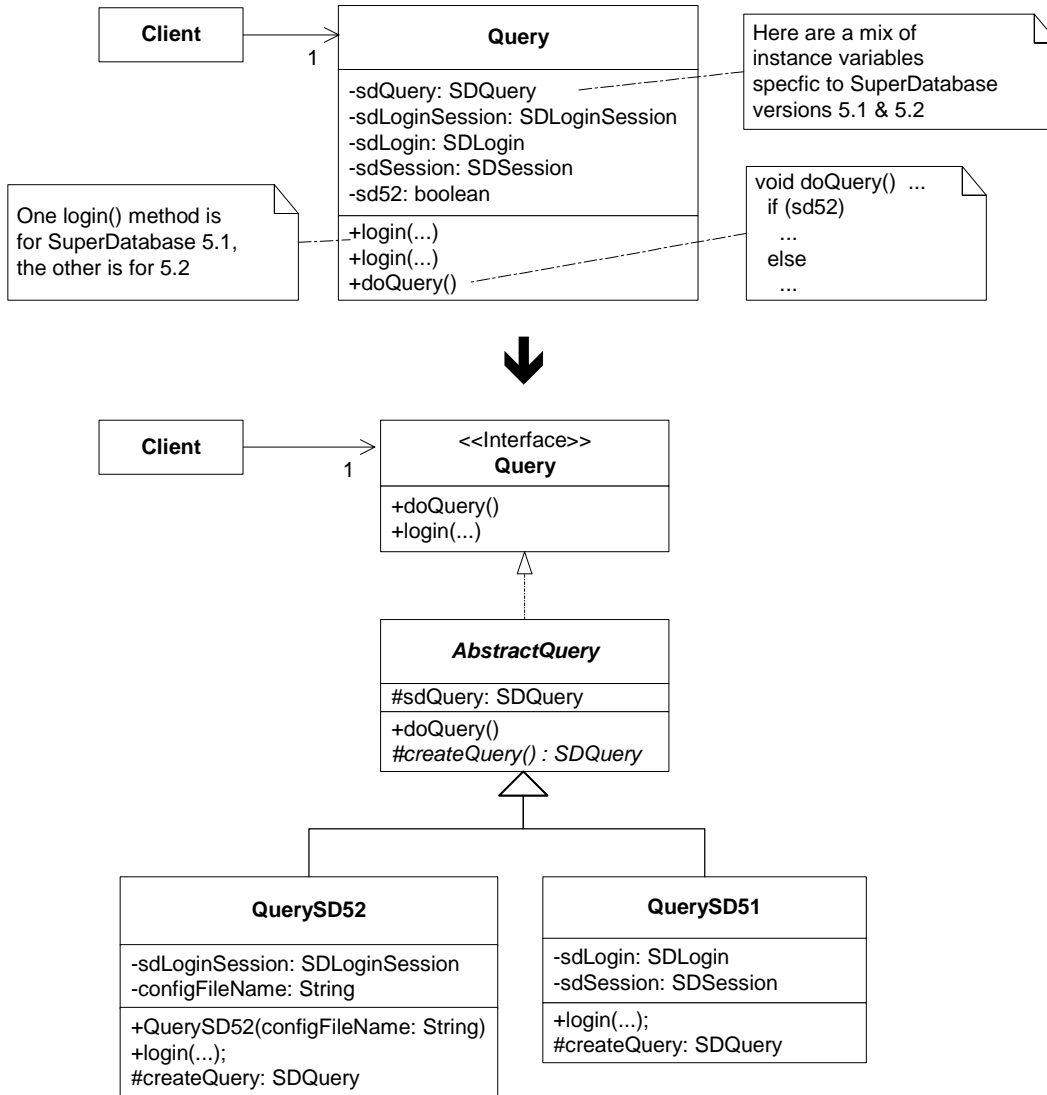 Client
1
Query
-sdQuery: SDQuery
-sdLoginSession: SDLoginSession
-sdLogin: SDLogin
-sdSession: SDSession
-sd52: boolean
+login(...)
+login(...)
+doQuery()
Here are a mix of
instance variables
specfic to SuperDatabase
versions 5.1 & 5.2
One login() method is
for SuperDatabase 5.1,
the other is for 5.2
void doQuery() ...
if (sd52)
...
else
...
Client
1
<<Interface>>
Query
+doQuery()
+login(...)
AbstractQuery
#sdQuery: SDQuery
+doQuery()
#createQuery() : SDQuery
QuerySD52
-sdLoginSession: SDLoginSession
-configFileName: String
+QuerySD52(configFileName: String)
+login(...);
#createQuery: SDQuery
QuerySD51
-sdLogin: SDLogin
-sdSession: SDSession
+login(...);
#createQuery: SDQuery